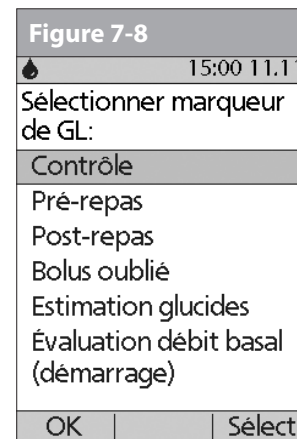 Figure 7-8
15:00 11.11
Sélectionner marqueur
de GL:
Contrôle
Pré-repas
Post-repas
Bolus oublié
Estimation glucides
Évaluation débit basal
(démarrage)
OK Sélect